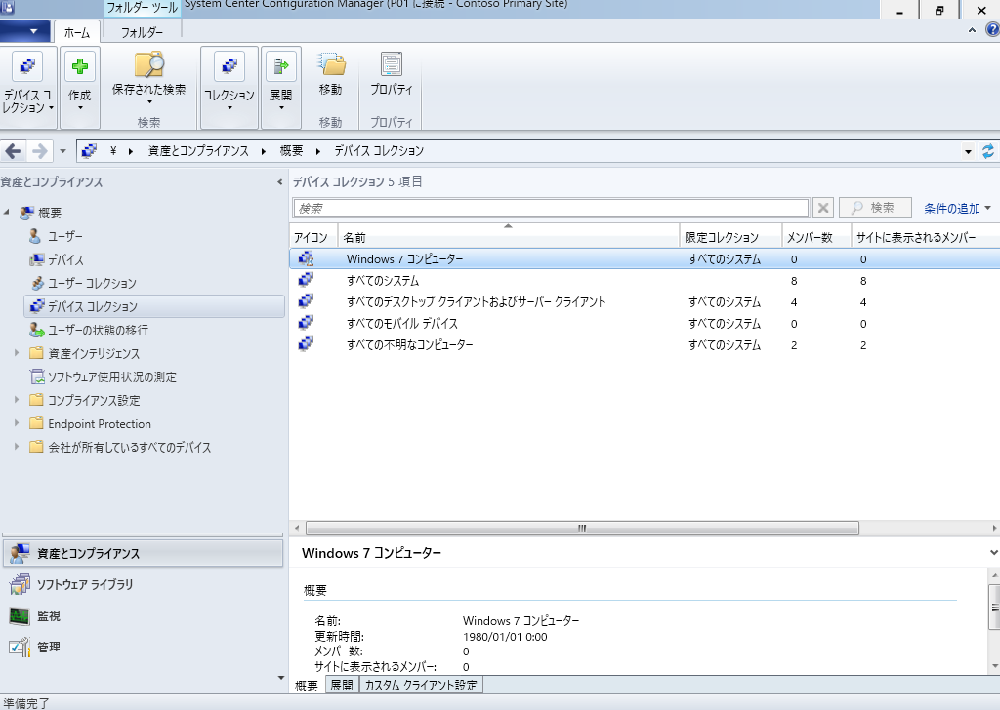 フォルダー ツール System Center Configuration Manager (P01 に接続 - Contoso Primary Site)
ホーム フォルダー
デバイス コレクション
作成
保存された検索
コレクション
展開
移動
プロパティ
検索 移動 プロパティ
¥ 資産とコンプライアンス 概要 デバイス コレクション
資産とコンプライアンス
概要
ユーザー
デバイス
ユーザー コレクション
デバイス コレクション
ユーザーの状態の移行
資産インテリジェンス
ソフトウェア使用状況の測定
コンプライアンス設定
Endpoint Protection
会社が所有しているすべてのデバイス
資産とコンプライアンス
ソフトウェア ライブラリ
監視
管理
デバイス コレクション 5 項目
検索 検索 条件の追加
アイコン 名前 限定コレクション メンバー数 サイトに表示されるメンバー
Windows 7 コンピューター すべてのシステム 0 0
すべてのシステム 8 8
すべてのデスクトップ クライアントおよびサーバー クライアント すべてのシステム 4 4
すべてのモバイル デバイス すべてのシステム 0 0
すべての不明なコンピューター すべてのシステム 2 2
Windows 7 コンピューター
概要
名前: Windows 7 コンピューター
更新時間: 1980/01/01 0:00
メンバー数: 0
サイトに表示されるメンバー: 0
概要 展開 カスタム クライアント設定
準備完了